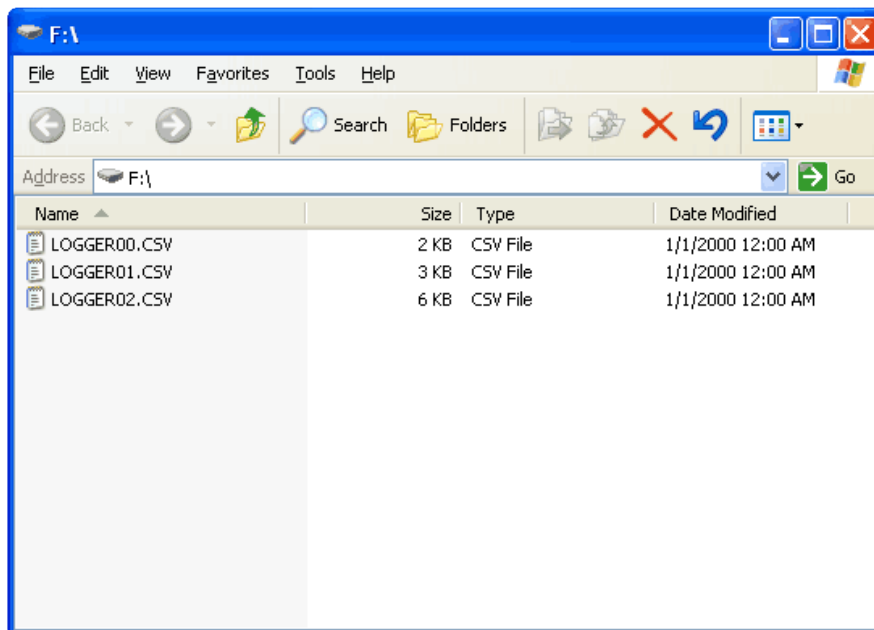 F:\
File Edit View Favorites Tools Help
Back Search Folders
Address F:\ Go
Name Size Type Date Modified
LOGGER00.CSV 2 KB CSV File 1/1/2000 12:00 AM
LOGGER01.CSV 3 KB CSV File 1/1/2000 12:00 AM
LOGGER02.CSV 6 KB CSV File 1/1/2000 12:00 AM